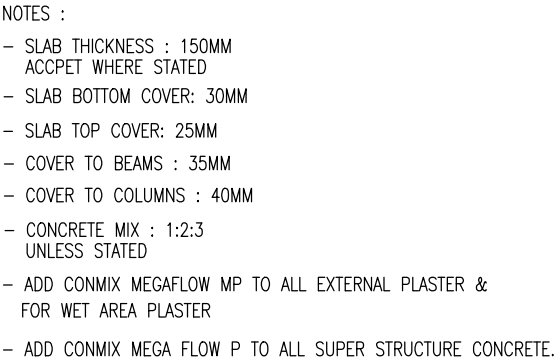 NOTES :
– SLAB THICKNESS : 150MM
ACCPET WHERE STATED
– SLAB BOTTOM COVER: 30MM
– SLAB TOP COVER: 25MM
– COVER TO BEAMS : 35MM
– COVER TO COLUMNS : 40MM
– CONCRETE MIX : 1:2:3
UNLESS STATED
– ADD CONMIX MEGAFLOW MP TO ALL EXTERNAL PLASTER &
FOR WET AREA PLASTER
– ADD CONMIX MEGA FLOW P TO ALL SUPER STRUCTURE CONCRETE.